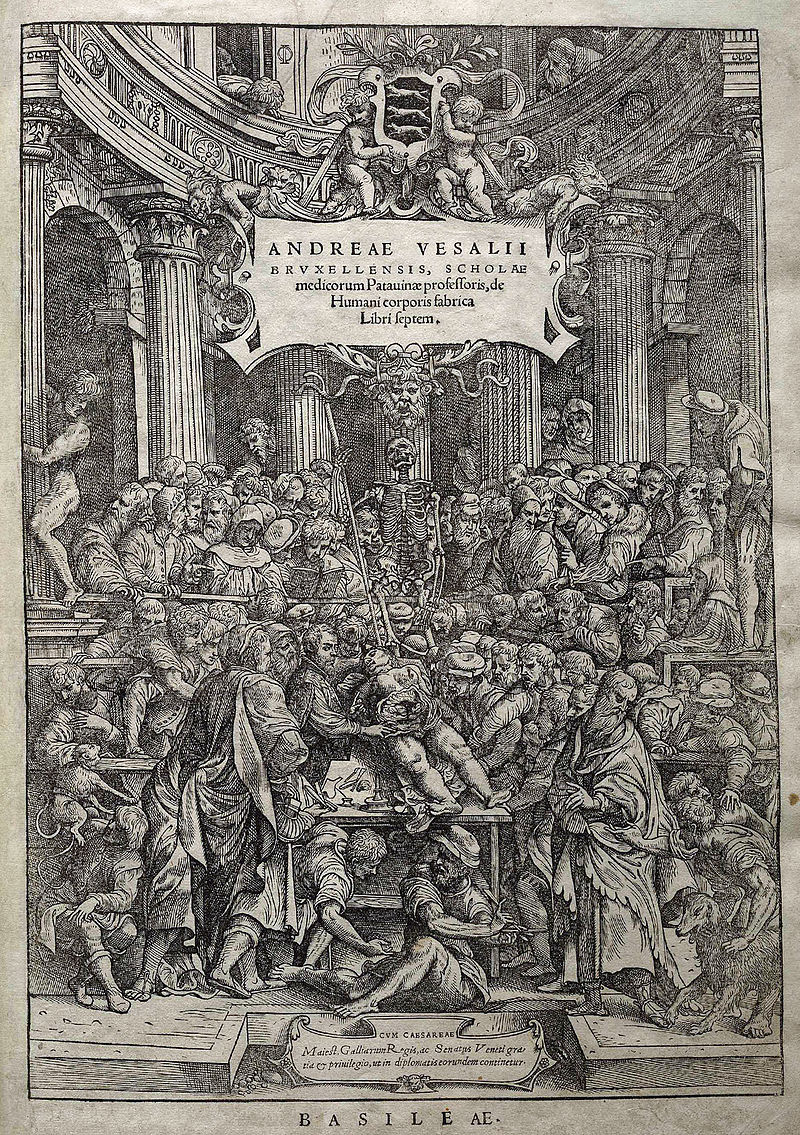 ANDREAE VESALII
BRVXELLENSIS, SCHOLAE
medicorum Patauinæ professoris, de
Humani corporis fabrica
Libri septem.
CVM CAESAREAE
Maiest. Galliarum Regis, ac Senatus Veneti gra-
tia & priuilegio, ut in diplomatis eorundem continetur.
BASILEAE.